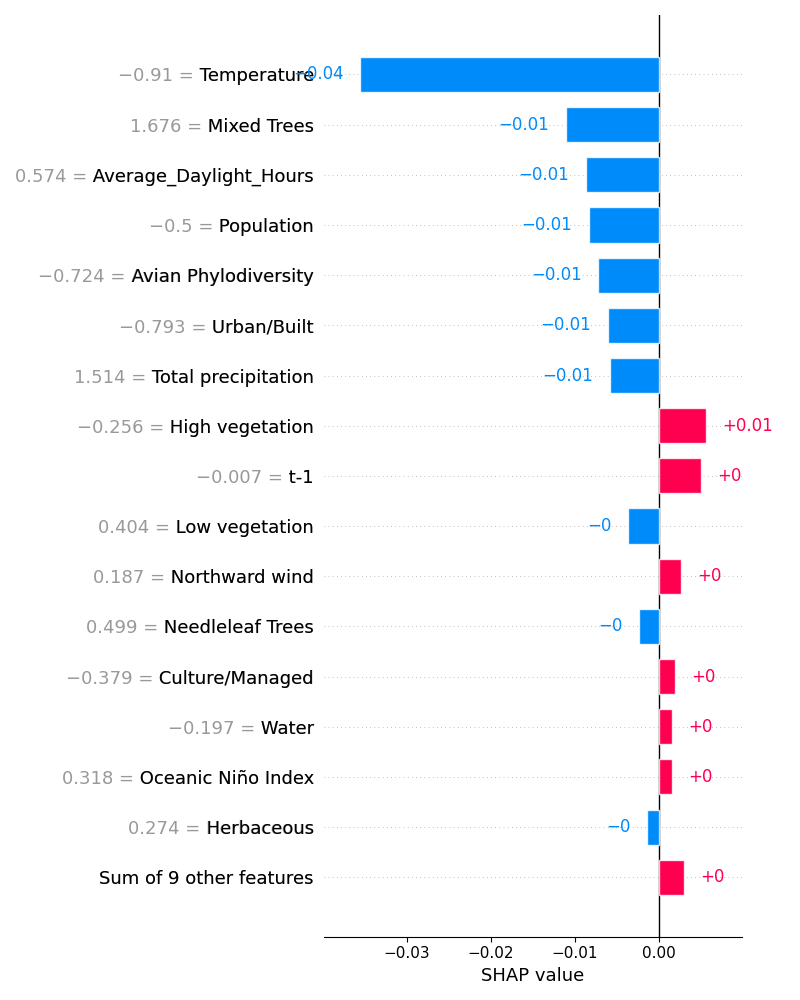 −0.91 = Temperature −0.04
1.676 = Mixed Trees −0.01
0.574 = Average_Daylight_Hours −0.01
−0.5 = Population −0.01
−0.724 = Avian Phylodiversity −0.01
−0.793 = Urban/Built −0.01
1.514 = Total precipitation −0.01
−0.256 = High vegetation +0.01
−0.007 = t-1 +0
0.404 = Low vegetation −0
0.187 = Northward wind +0
0.499 = Needleleaf Trees −0
−0.379 = Culture/Managed +0
−0.197 = Water +0
0.318 = Oceanic Niño Index +0
0.274 = Herbaceous −0
Sum of 9 other features +0
−0.03 −0.02 −0.01 0.00
SHAP value